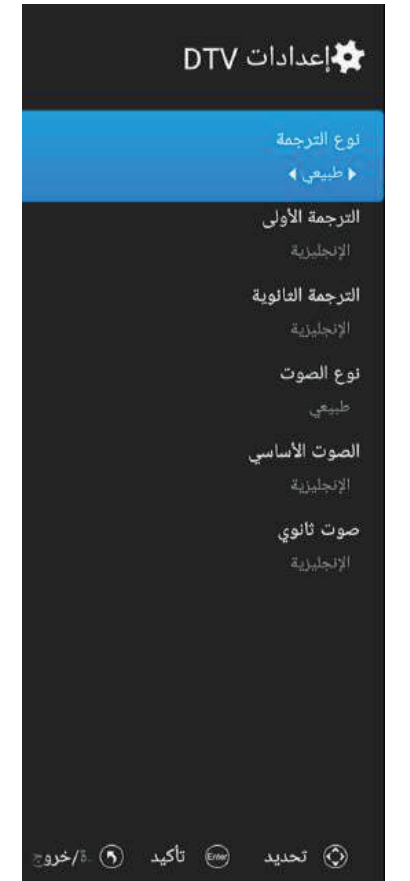 إعدادات DTV
نوع الترجمة
طبيعي
الترجمة الأولى
الإنجليزية
الترجمة الثانوية
الإنجليزية
نوع الصوت
طبيعي
الصوت الأساسي
الإنجليزية
صوت ثانوي
الإنجليزية
تحديد Enter تأكيد ة/خروج